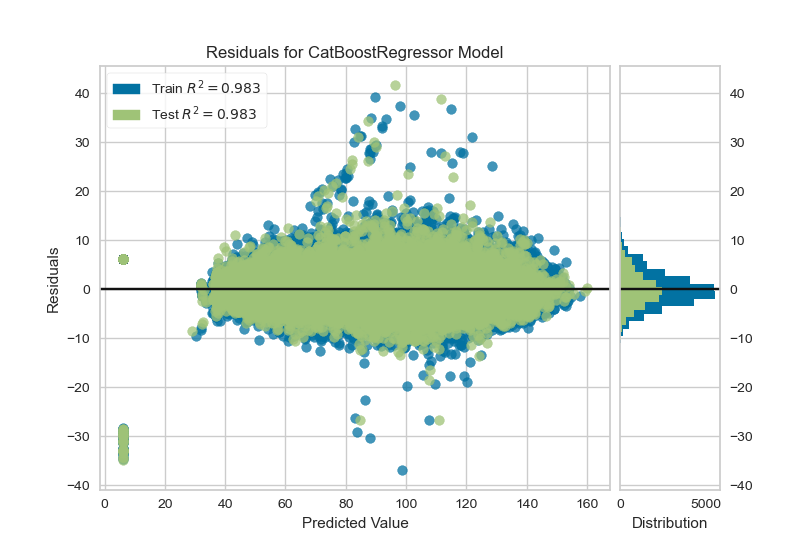 Residuals for CatBoostRegressor Model
Train R² = 0.983
Test R² = 0.983
Residuals
40
30
20
10
0
−10
−20
−30
−40
0 20 40 60 80 100 120 140 160
Predicted Value
40
30
20
10
0
−10
−20
−30
−40
0 5000
Distribution